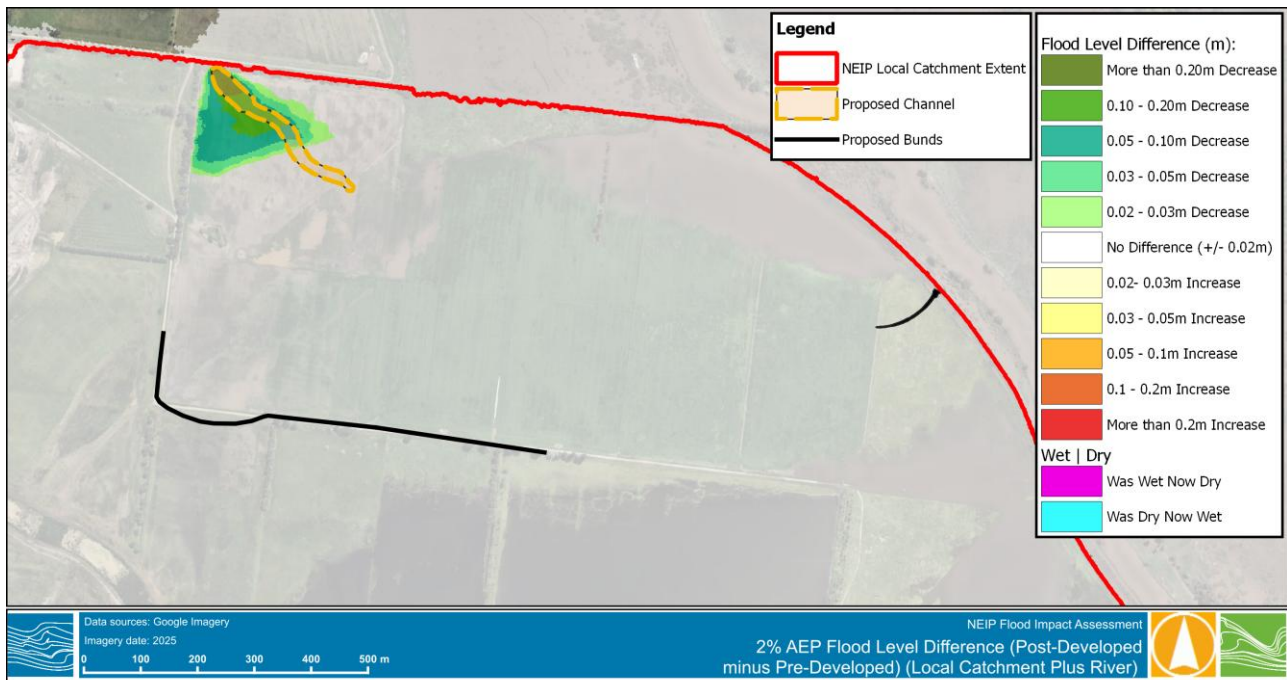 Legend
NEIP Local Catchment Extent
Proposed Channel
Proposed Bunds
Flood Level Difference (m):
More than 0.20m Decrease
0.10 - 0.20m Decrease
0.05 - 0.10m Decrease
0.03 - 0.05m Decrease
0.02 - 0.03m Decrease
No Difference (+/- 0.02m)
0.02- 0.03m Increase
0.03 - 0.05m Increase
0.05 - 0.1m Increase
0.1 - 0.2m Increase
More than 0.2m Increase
Wet | Dry
Was Wet Now Dry
Was Dry Now Wet
Data sources: Google Imagery
Imagery date: 2025
0 100 200 300 400 500 m
NEIP Flood Impact Assessment
2% AEP Flood Level Difference (Post-Developed
minus Pre-Developed) (Local Catchment Plus River)